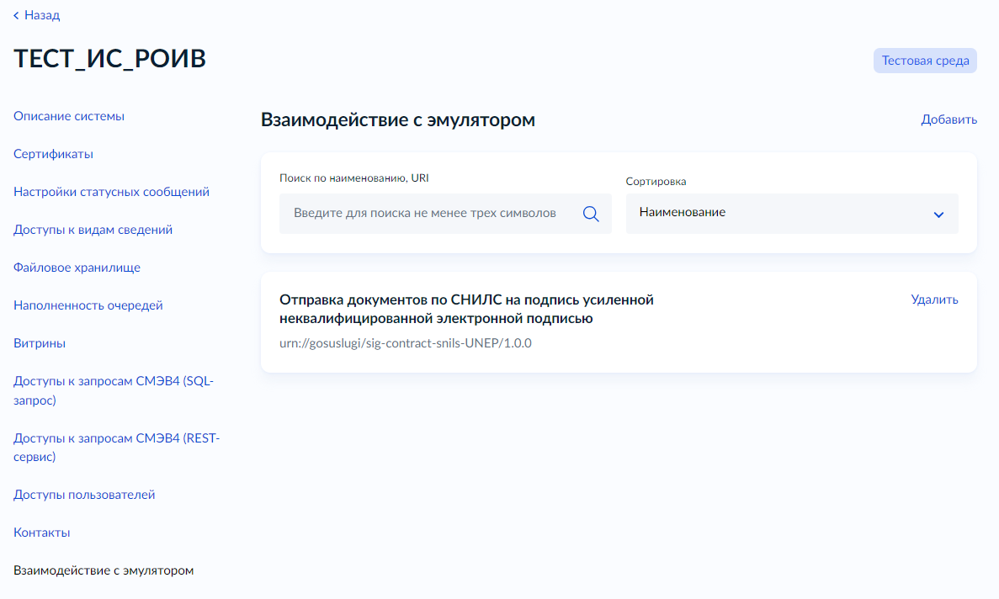 Назад
ТЕСТ_ИС_РОИВ
Тестовая среда
Описание системы
Сертификаты
Настройки статусных сообщений
Доступы к видам сведений
Файловое хранилище
Наполненность очередей
Витрины
Доступы к запросам СМЭВ4 (SQL-
запрос)
Доступы к запросам СМЭВ4 (REST-
сервис)
Доступы пользователей
Контакты
Взаимодействие с эмулятором
Взаимодействие с эмулятором
Добавить
Поиск по наименованию, URI
Введите для поиска не менее трех символов
Сортировка
Наименование
Отправка документов по СНИЛС на подпись усиленной
неквалифицированной электронной подписью
urn://gosuslugi/sig-contract-snils-UNEP/1.0.0
Удалить